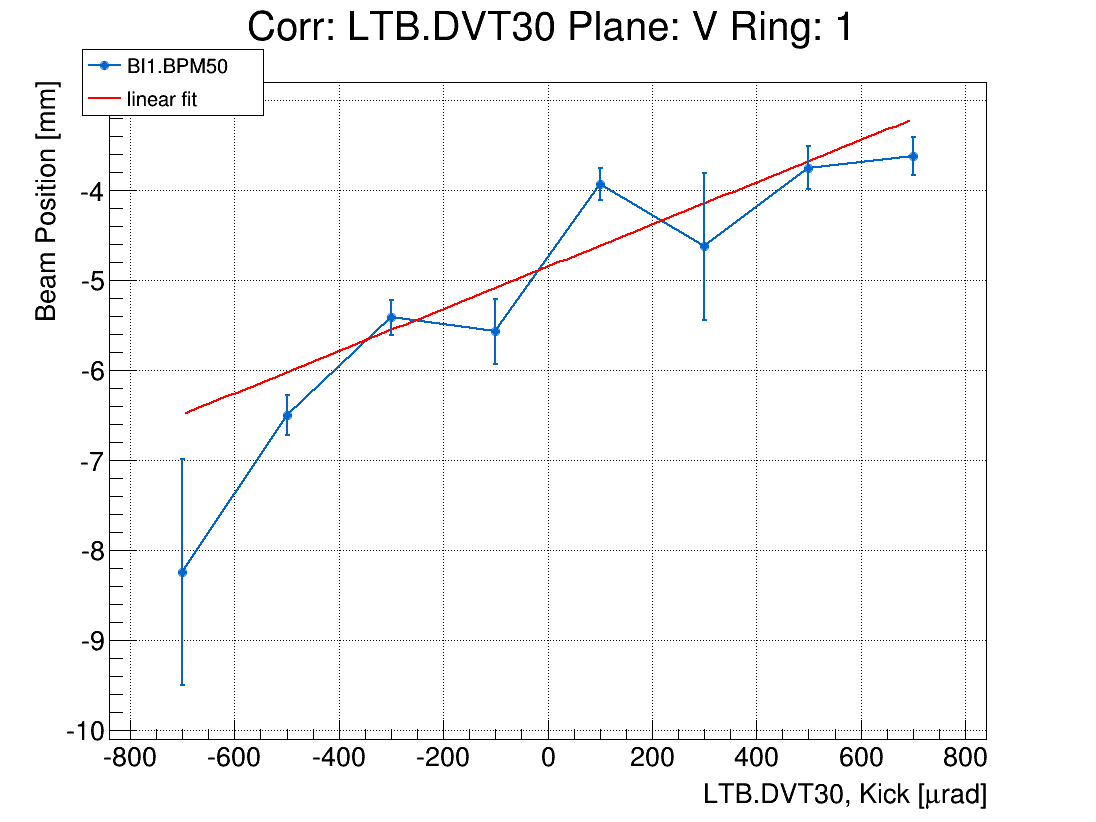 Corr: LTB.DVT30 Plane: V Ring: 1
BI1.BPM50
linear fit
Beam Position [mm]
-4
-5
-6
-7
-8
-9
-10
-800 -600 -400 -200 0 200 400 600 800
LTB.DVT30, Kick [μrad]